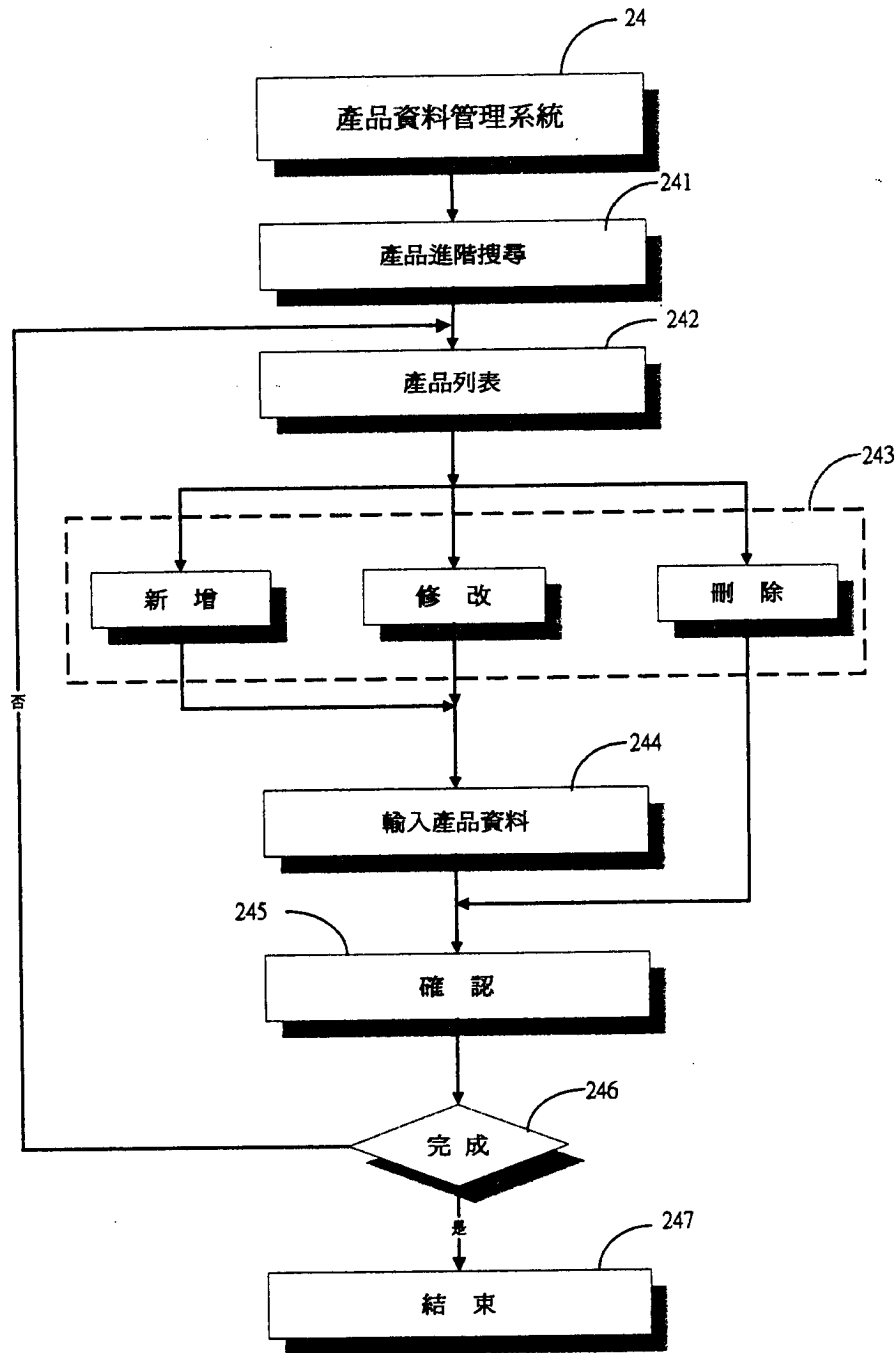 24
產品資料管理系統
241
產品進階搜尋
242
產品列表
243
新 增
修 改
刪 除
否
244
輸入產品資料
245
確 認
246
完 成
是
247
結 束